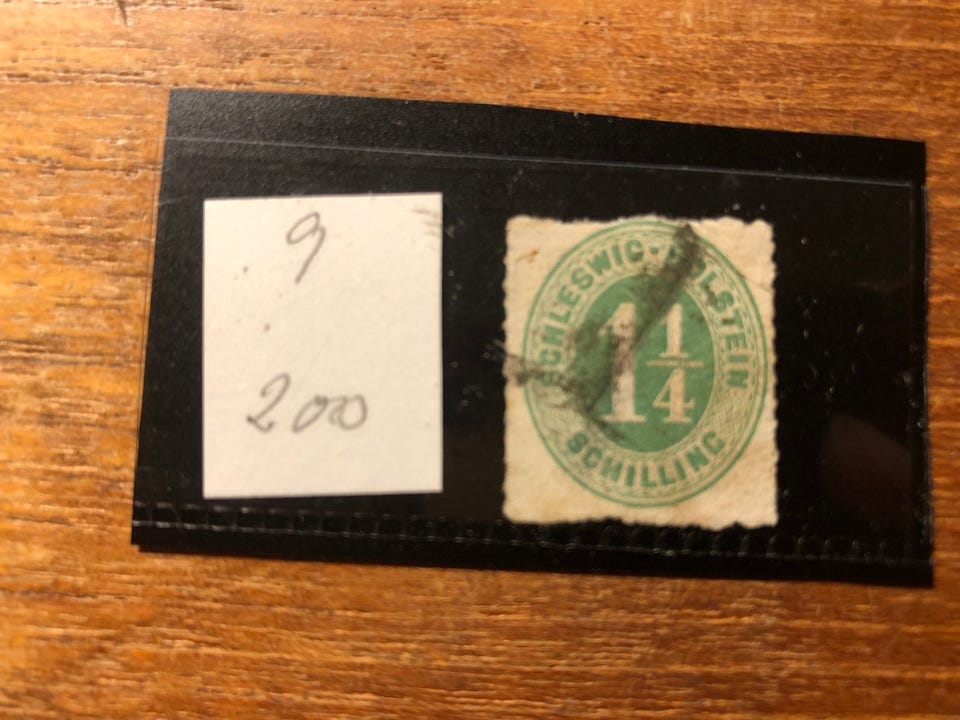 9
200
SCHLESWIG-HOLSTEIN
1 1/4
SCHILLING